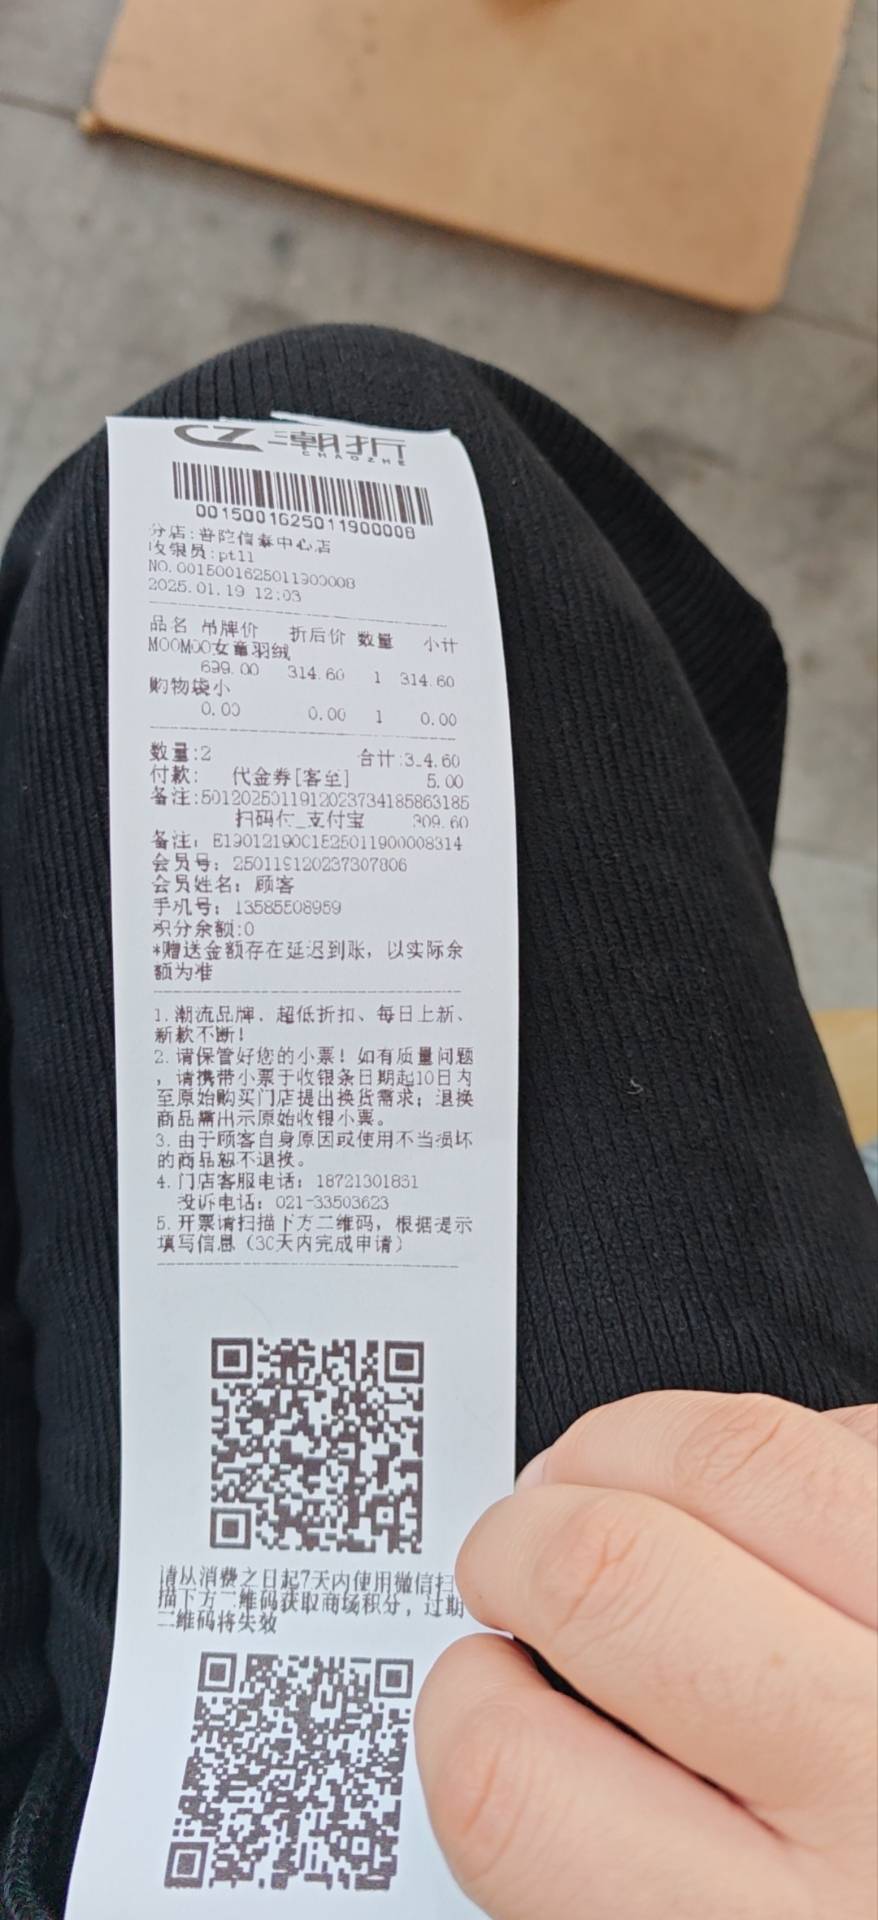 潮折
CHAOZHE
0015001625011900008
分店:普陀信泰中心店
收银员:pt11
NO.0015001625011900008
2025.01.19 12:03
品名 吊牌价 折后价 数量 小计
MOOMOO女童羽绒
699.00 314.60 1 314.60
购物袋小
0.00 0.00 1 0.00
数量:2 合计:314.60
付款: 代金券[客至] 5.00
备注:5012025011912023734185863185
扫码付_支付宝 309.60
备注: E1901219001525011900008314
会员号: 250119120237307806
会员姓名: 顾客
手机号: 13585508959
积分余额:0
*赠送金额存在延迟到账, 以实际余
额为准
1. 潮流品牌、超低折扣、每日上新、
新款不断!
2. 请保管好您的小票! 如有质量问题
, 请携带小票于收银条日期起10日内
至原始购买门店提出换货需求; 退换
商品需出示原始收银小票。
3. 由于顾客自身原因或使用不当损坏
的商品恕不退换。
4. 门店客服电话: 18721301861
投诉电话: 021-33503623
5. 开票请扫描下方二维码, 根据提示
填写信息 (30天内完成申请)
请从消费之日起7天内使用微信扫
描下方二维码获取商场积分, 过期
二维码将失效